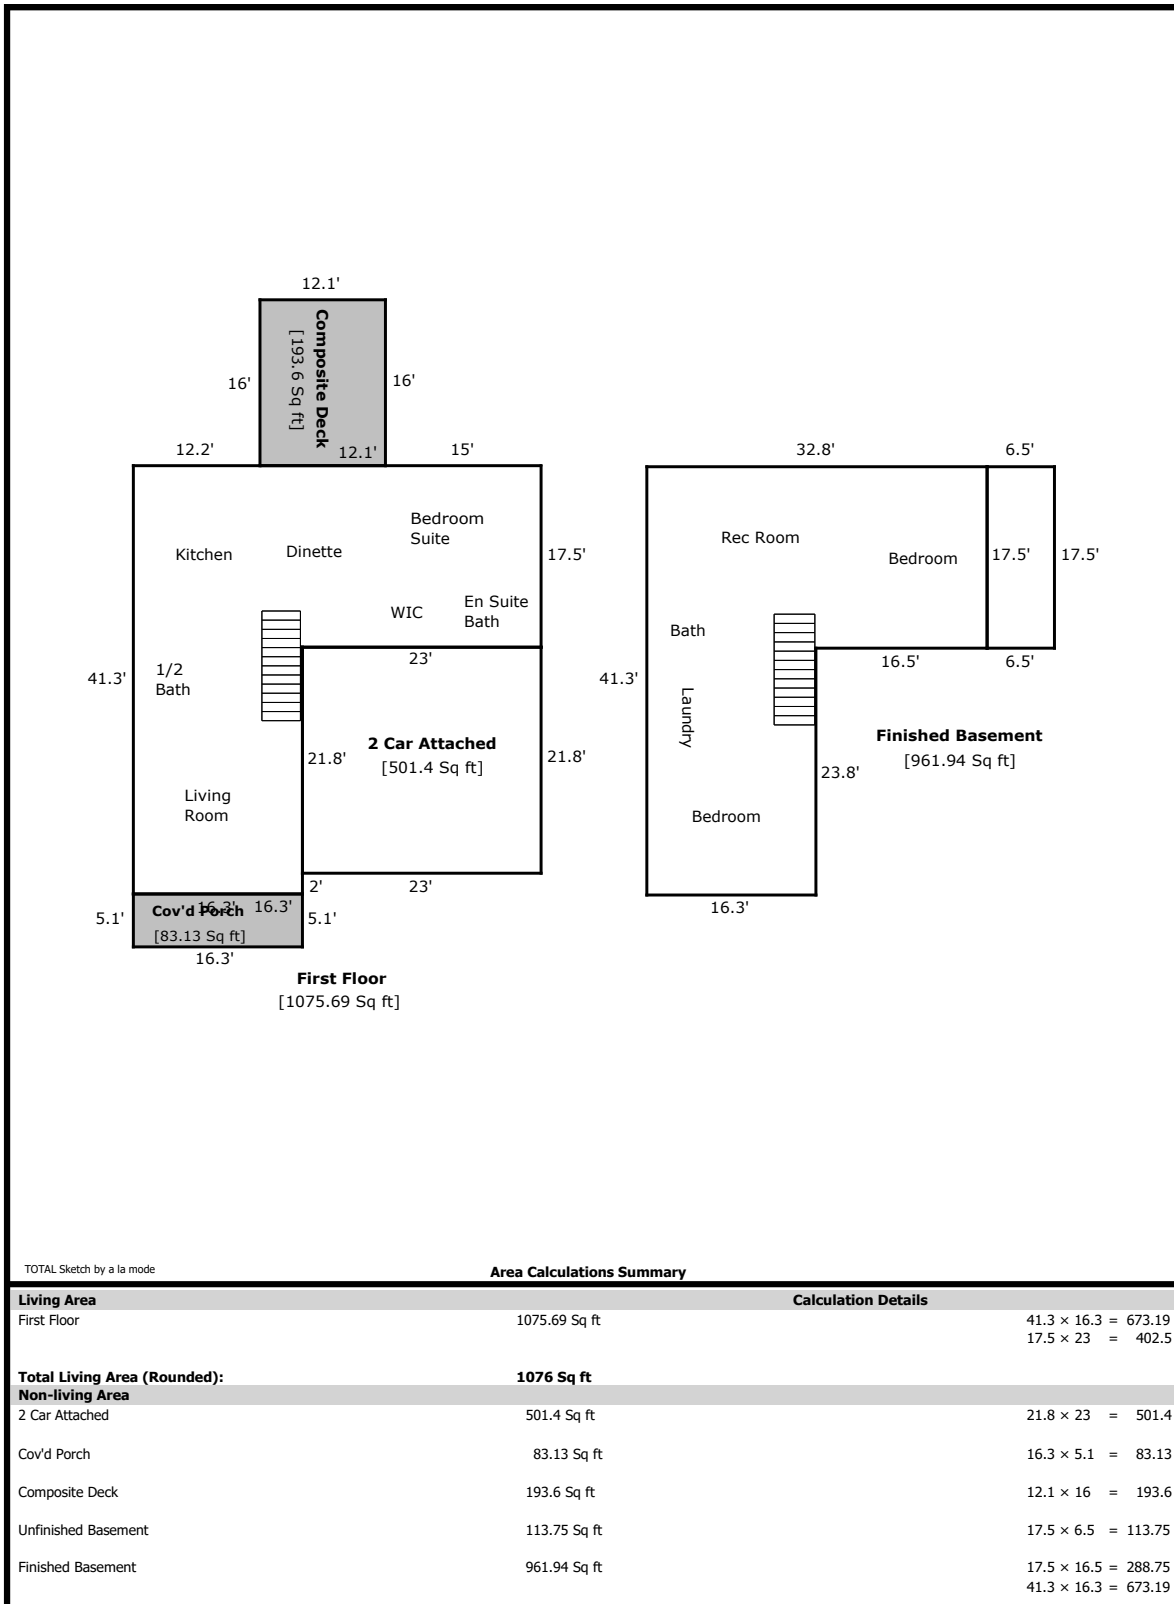 12.1'
Composite Deck
[193.6 Sq ft]
16'
16'
12.2'
12.1'
15'
32.8'
6.5'
Bedroom
Suite
Kitchen
Dinette
17.5'
Rec Room
Bedroom
17.5'
17.5'
WIC
En Suite
Bath
Bath
23'
16.5'
6.5'
41.3'
1/2
Bath
41.3'
Laundry
2 Car Attached
[501.4 Sq ft]
21.8'
21.8'
Finished Basement
[961.94 Sq ft]
23.8'
Living
Room
Bedroom
2'
23'
16.3'
5.1'
Cov'd Porch
16.3'
16.3'
5.1'
[83.13 Sq ft]
16.3'
First Floor
[1075.69 Sq ft]
TOTAL Sketch by a la mode
Area Calculations Summary
Living Area Calculation Details
First Floor 1075.69 Sq ft 41.3 × 16.3 = 673.19
17.5 × 23 = 402.5
Total Living Area (Rounded): 1076 Sq ft
Non-living Area
2 Car Attached 501.4 Sq ft 21.8 × 23 = 501.4
Cov'd Porch 83.13 Sq ft 16.3 × 5.1 = 83.13
Composite Deck 193.6 Sq ft 12.1 × 16 = 193.6
Unfinished Basement 113.75 Sq ft 17.5 × 6.5 = 113.75
Finished Basement 961.94 Sq ft 17.5 × 16.5 = 288.75
41.3 × 16.3 = 673.19